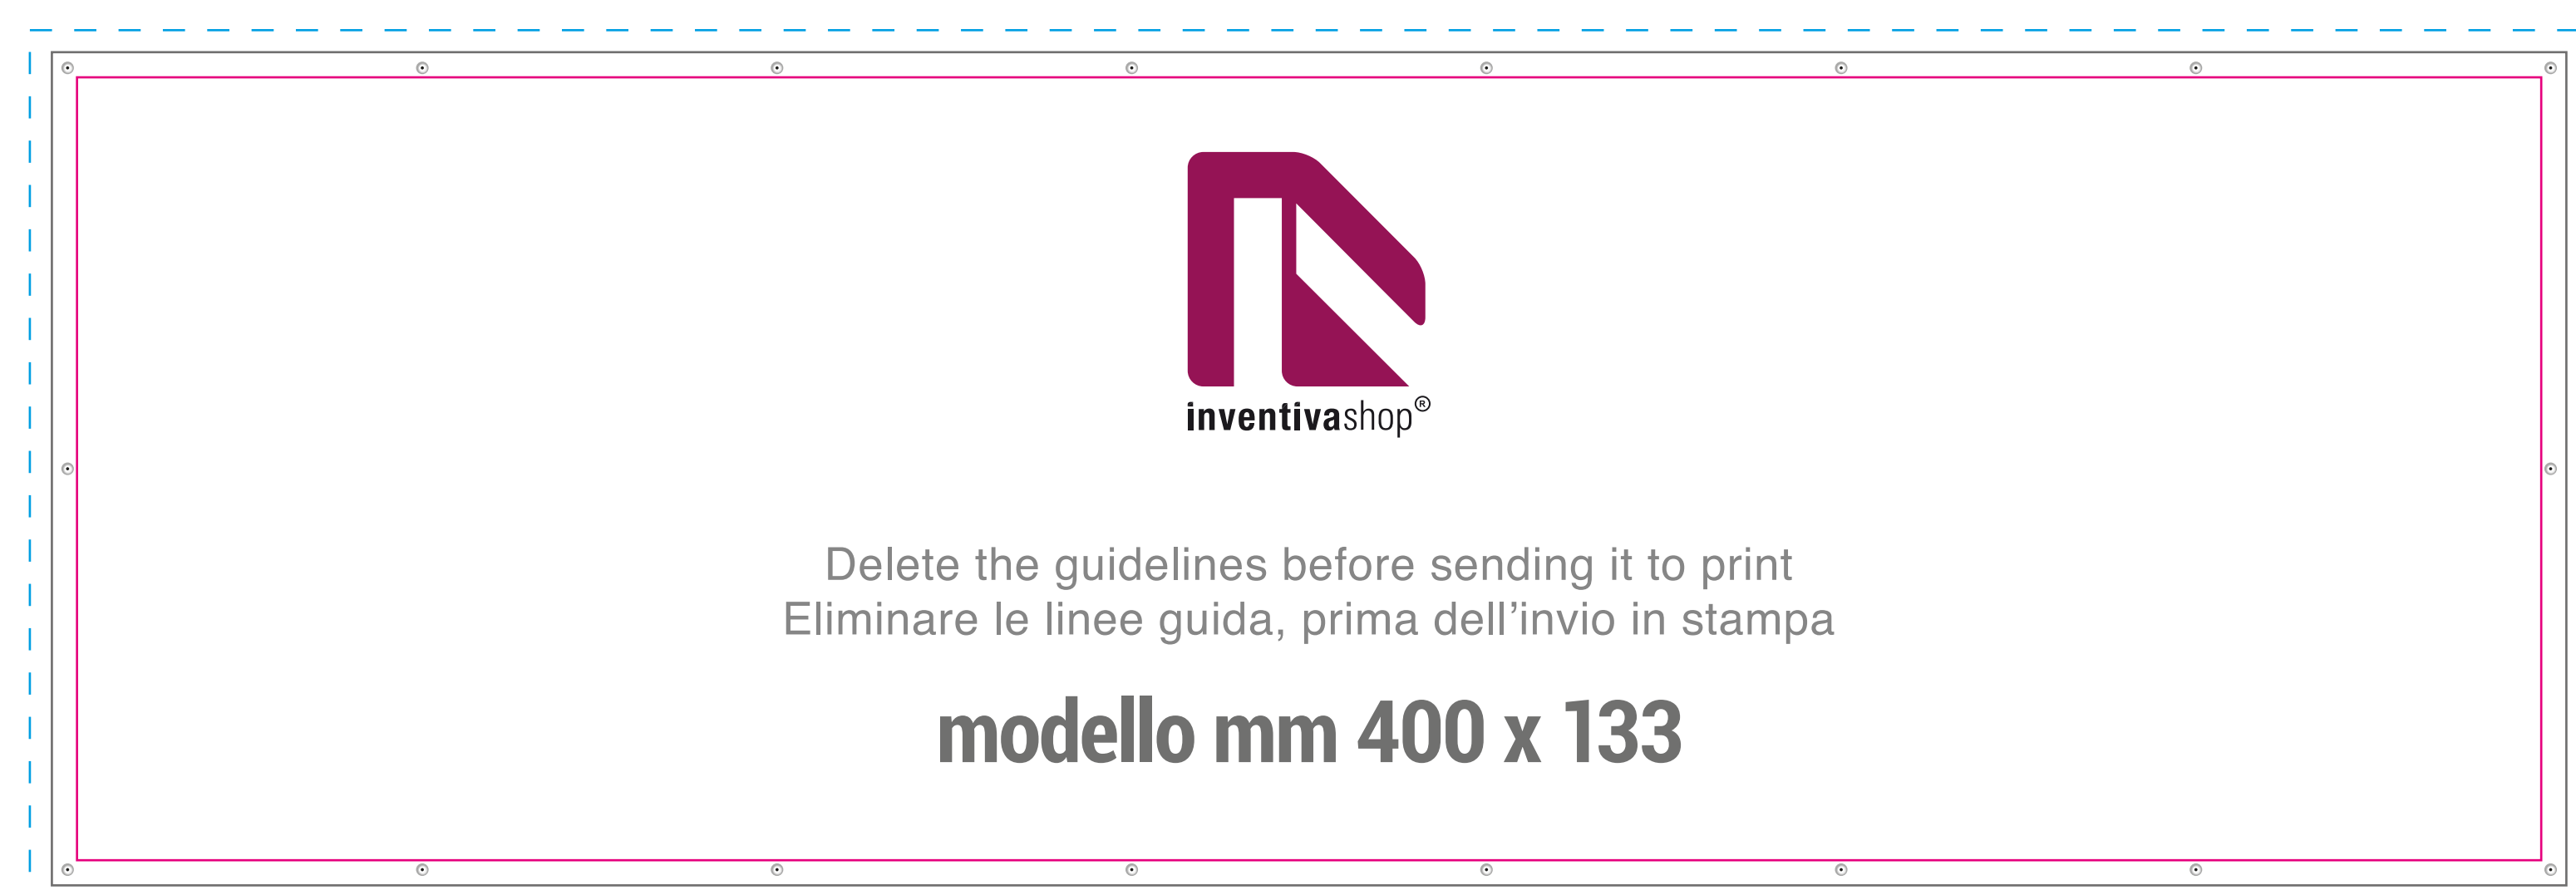 inventivashop®
Delete the guidelines before sending it to print
Eliminare le linee guida, prima dell’invio in stampa
modello mm 400 x 133